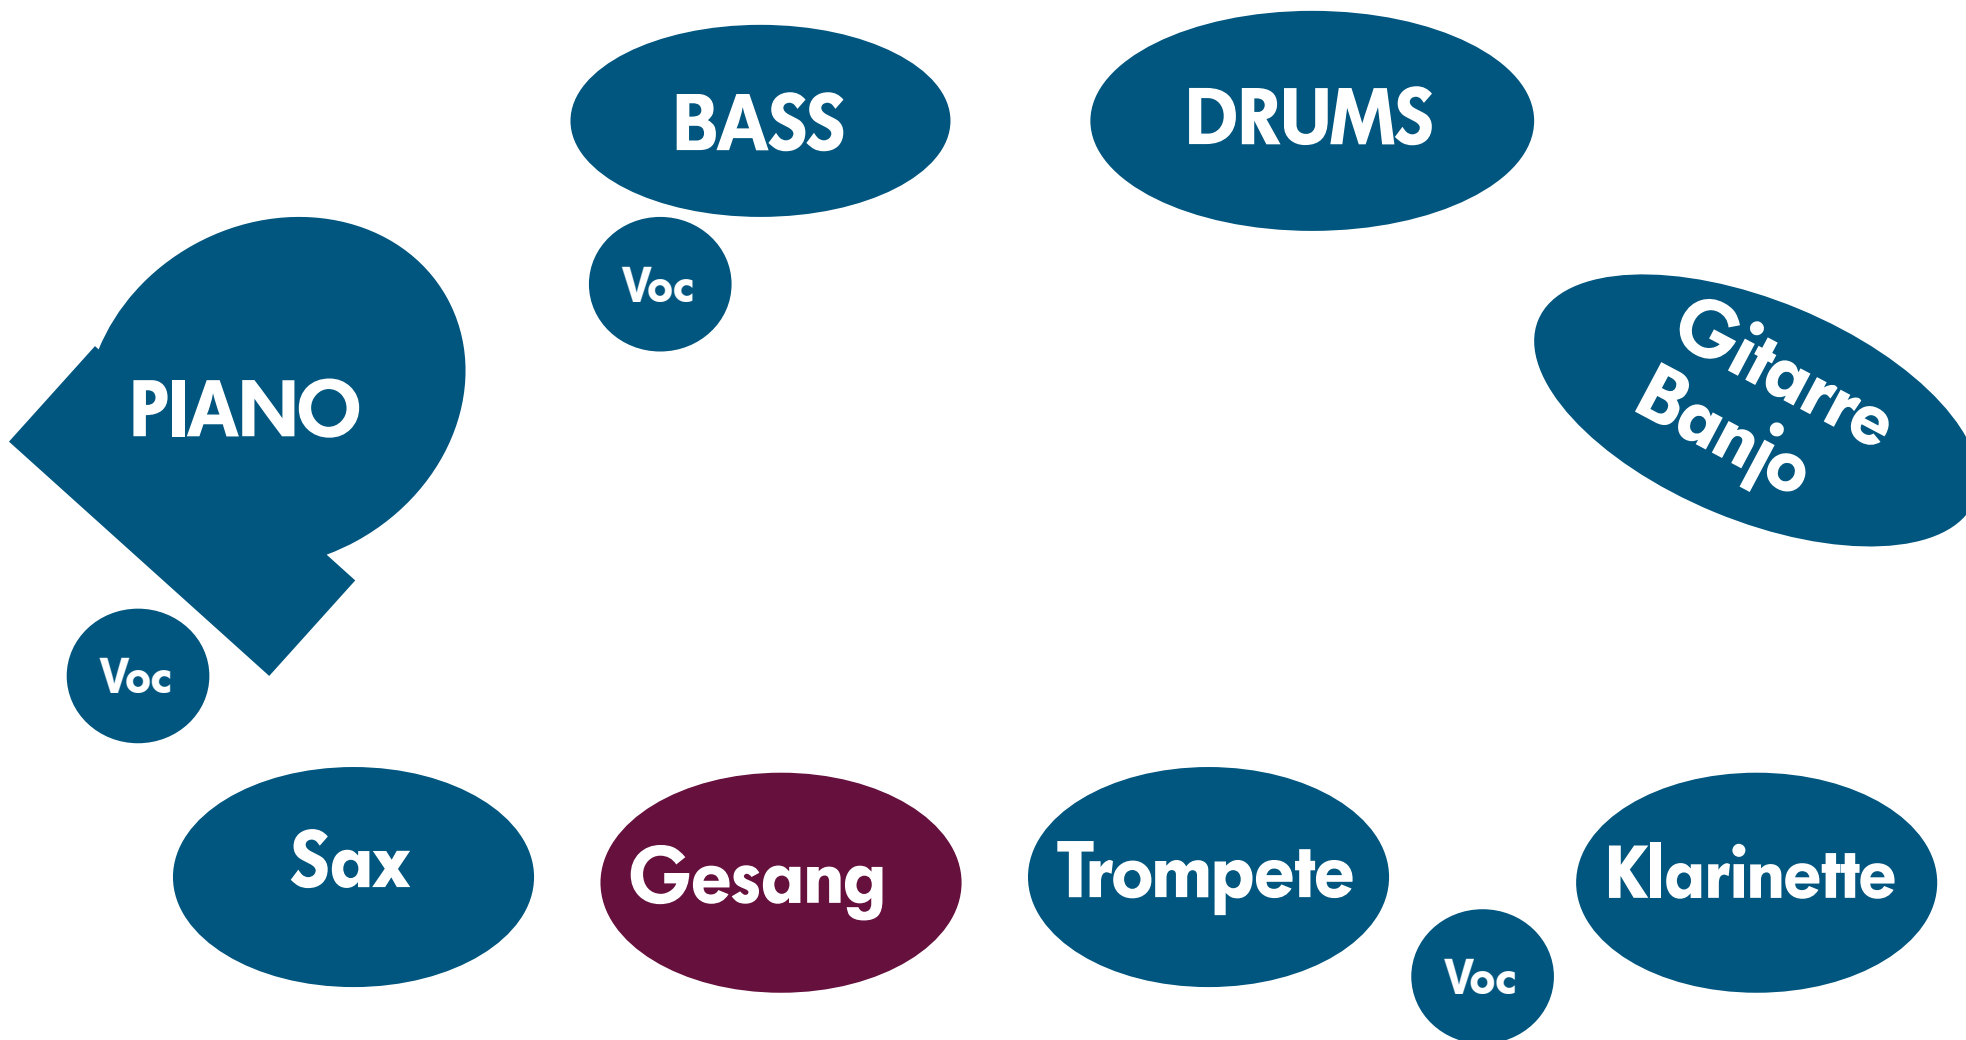 BASS
DRUMS
Voc
Gitarre
Banjo
PIANO
Voc
Sax
Gesang
Trompete
Klarinette
Voc